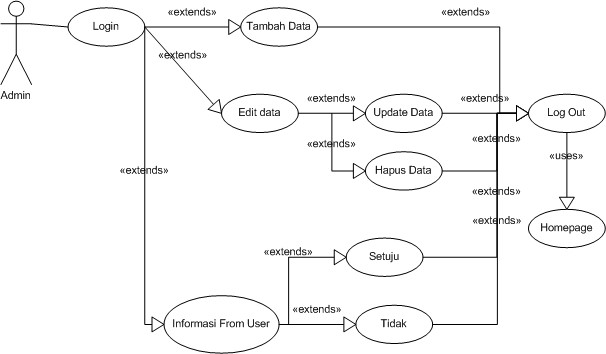 Admin
Login
«extends»
Tambah Data
«extends»
«extends»
Edit data
«extends»
Update Data
«extends»
Log Out
«extends»
Hapus Data
«extends»
«uses»
«extends»
«extends»
«extends»
Homepage
«extends»
Setuju
Informasi From User
«extends»
Tidak